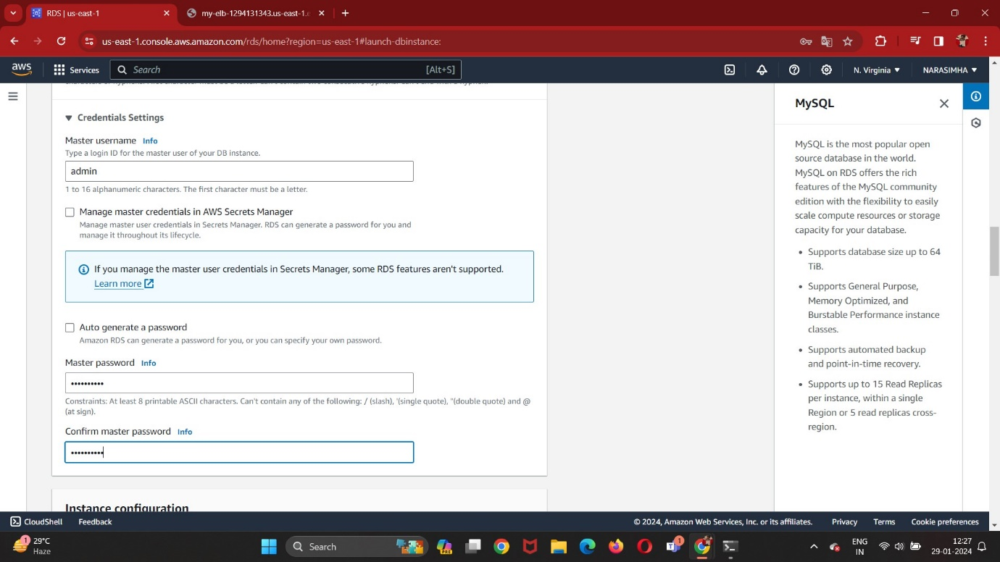 RDS | us-east-1
my-elb-1294131343.us-east-1.e
us-east-1.console.aws.amazon.com/rds/home?region=us-east-1#launch-dbinstance:
aws
Services
Search
[Alt+S]
N. Virginia
NARASIMHA
Credentials Settings
Master username Info
Type a login ID for the master user of your DB instance.
admin
1 to 16 alphanumeric characters. The first character must be a letter.
Manage master credentials in AWS Secrets Manager
Manage master user credentials in Secrets Manager. RDS can generate a password for you and
manage it throughout its lifecycle.
If you manage the master user credentials in Secrets Manager, some RDS features aren't supported.
Learn more
Auto generate a password
Amazon RDS can generate a password for you, or you can specify your own password.
Master password Info
••••••••••
Constraints: At least 8 printable ASCII characters. Can't contain any of the following: / (slash), '(single quote), "(double quote) and @
(at sign).
Confirm master password Info
••••••••••
Instance configuration
MySQL
MySQL is the most popular open
source database in the world.
MySQL on RDS offers the rich
features of the MySQL community
edition with the flexibility to easily
scale compute resources or storage
capacity for your database.
• Supports database size up to 64
TiB.
• Supports General Purpose,
Memory Optimized, and
Burstable Performance instance
classes.
• Supports automated backup
and point-in-time recovery.
• Supports up to 15 Read Replicas
per instance, within a single
Region or 5 read replicas cross-
region.
CloudShell
Feedback
© 2024, Amazon Web Services, Inc. or its affiliates.
Privacy
Terms
Cookie preferences
1
29°C
Haze
Search
PRE
1
ENG
IN
12:27
29-01-2024